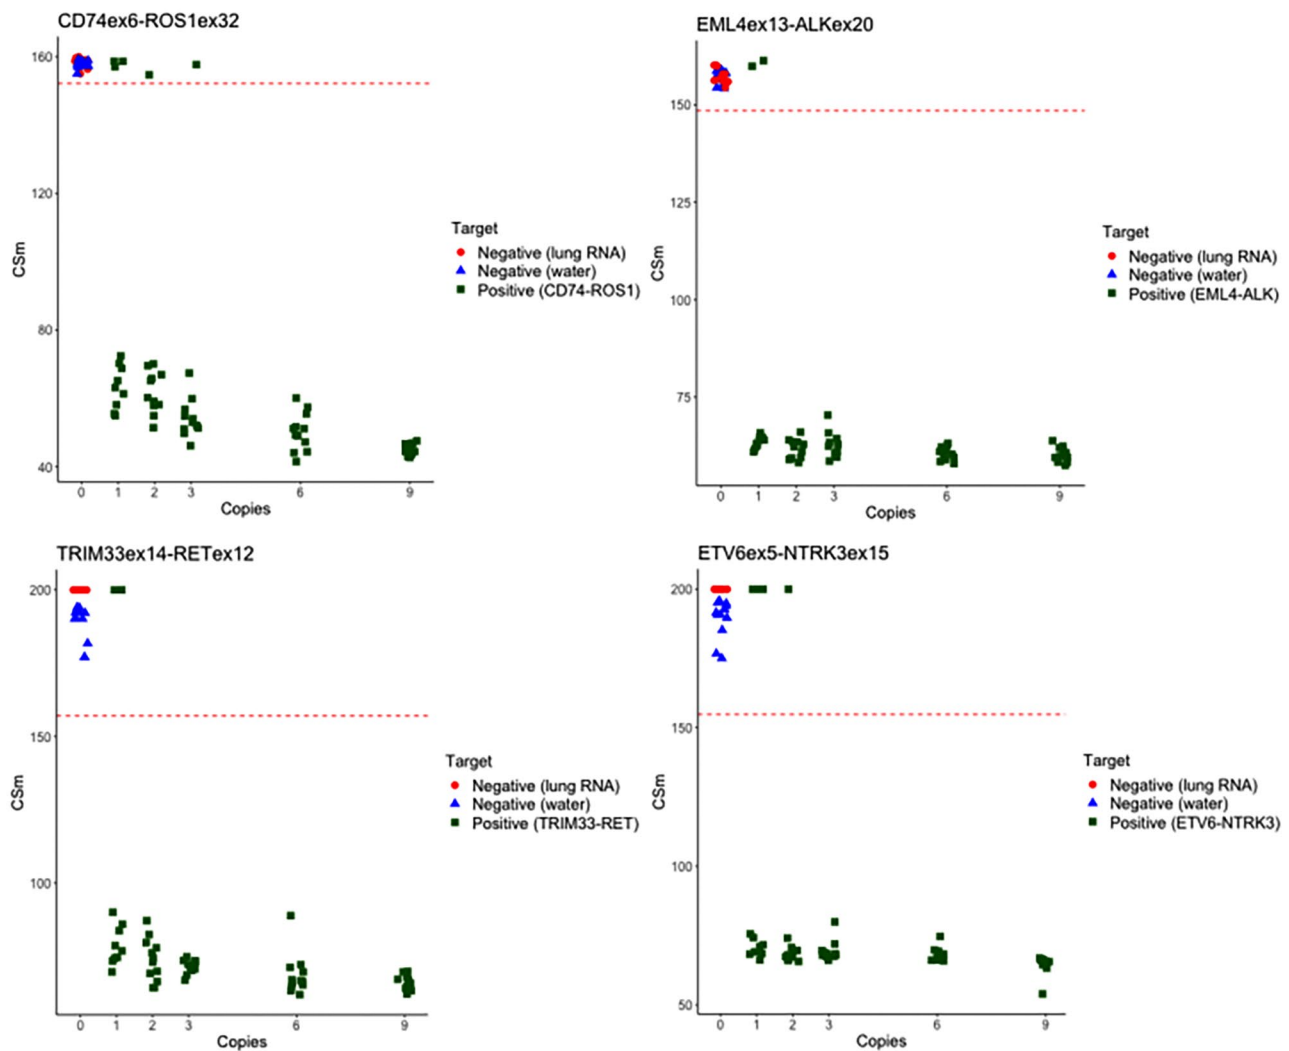 CD74ex6-ROS1ex32
160
120
80
40
CSm
0 1 2 3 6 9
Copies
Target
Negative (lung RNA)
Negative (water)
Positive (CD74-ROS1)
EML4ex13-ALKex20
150
125
100
75
CSm
0 1 2 3 6 9
Copies
Target
Negative (lung RNA)
Negative (water)
Positive (EML4-ALK)
TRIM33ex14-RETex12
200
150
100
CSm
0 1 2 3 6 9
Copies
Target
Negative (lung RNA)
Negative (water)
Positive (TRIM33-RET)
ETV6ex5-NTRK3ex15
200
150
100
50
CSm
0 1 2 3 6 9
Copies
Target
Negative (lung RNA)
Negative (water)
Positive (ETV6-NTRK3)